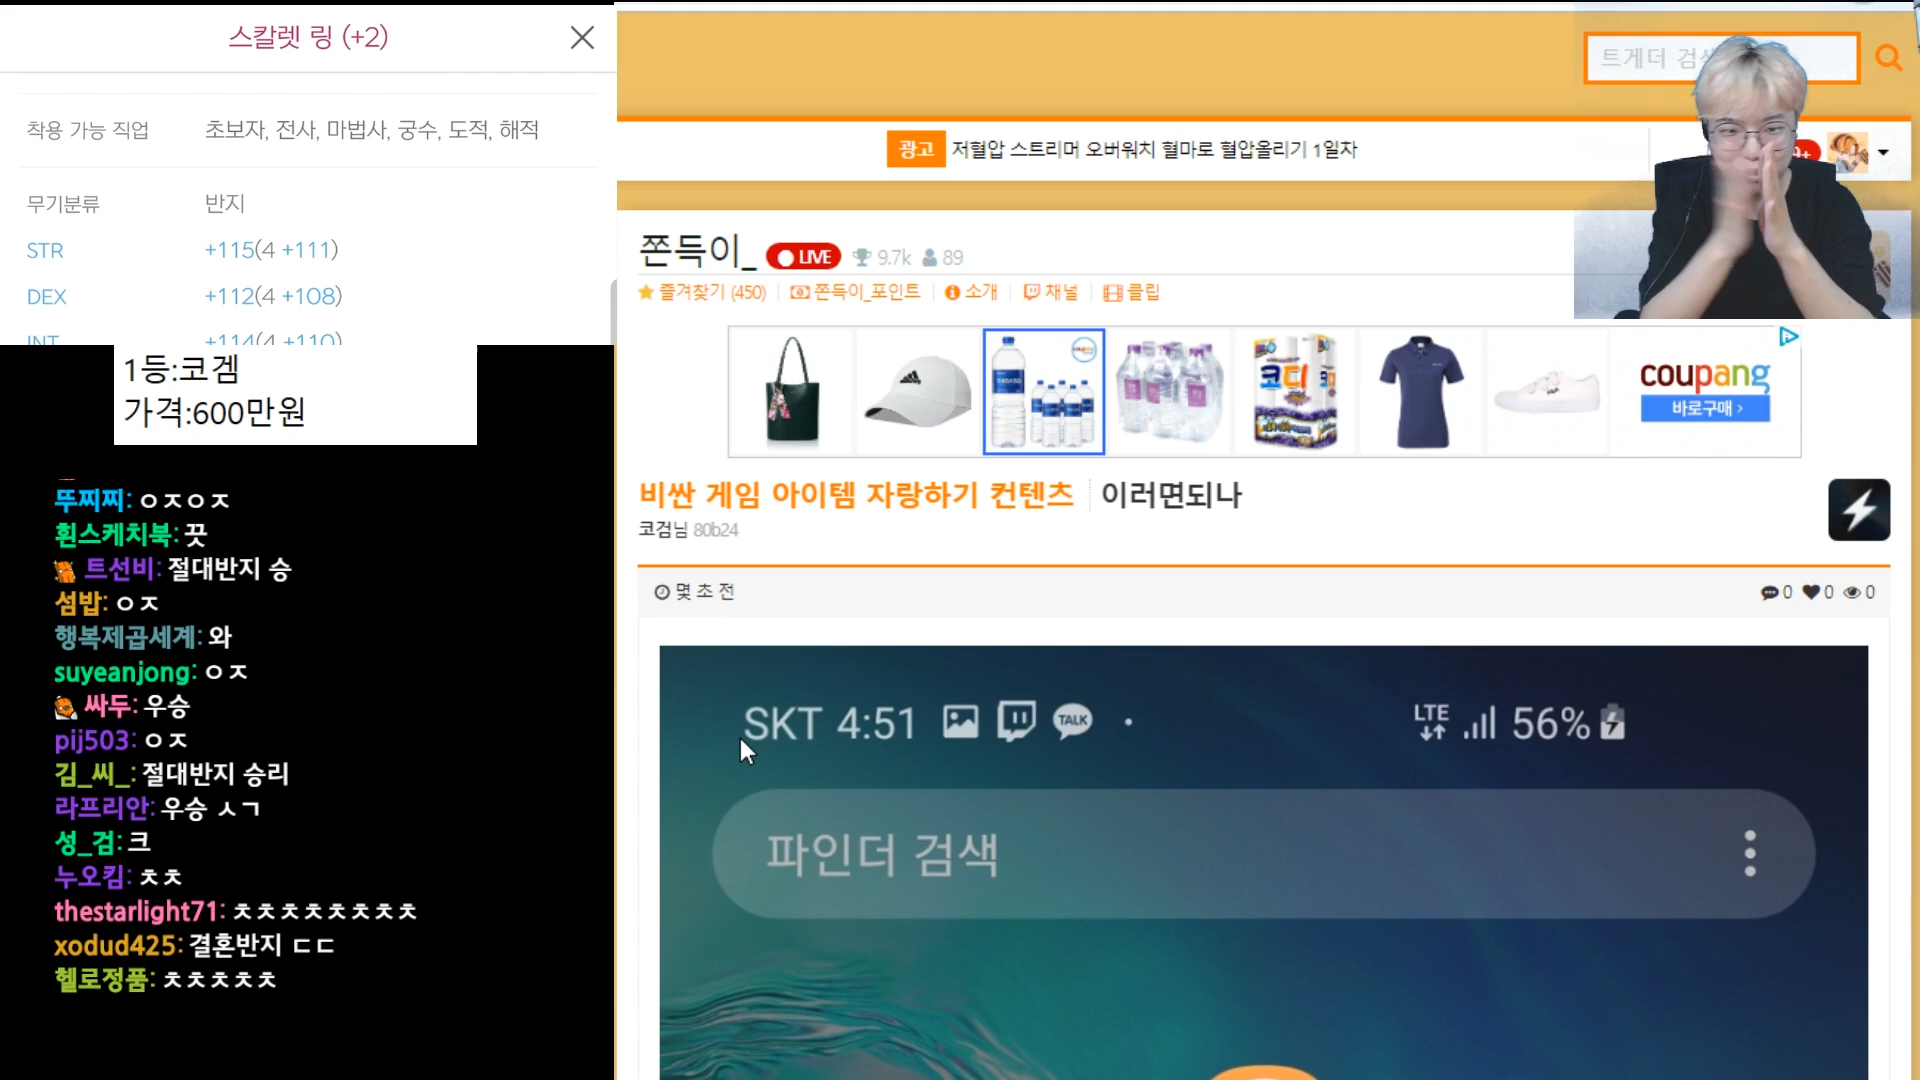 스칼렛 링 (+2)
착용 가능 직업 초보자, 전사, 마법사, 궁수, 도적, 해적
무기분류 반지
STR +115(4 +111)
DEX +112(4 +108)
INT +114(4 +110)
1등:코겜
가격:600만원
뚜찌찌: ㅇㅈㅇㅈ
흰스케치북: 끗
트선비: 절대반지 승
섬밥: ㅇㅈ
행복제곱세계: 와
suyeanjong: ㅇㅈ
싸두: 우승
pij503: ㅇㅈ
김_씨_: 절대반지 승리
라프리안: 우승 ㅅㄱ
성_검: 크
누오킴: ㅊㅊ
thestarlight71: ㅊㅊㅊㅊㅊㅊㅊㅊ
xodud425: 결혼반지 ㄷㄷ
헬로정품: ㅊㅊㅊㅊㅊ
트게더
광고 저혈압 스트리머 오버워치 혈마로 혈압올리기 1일차
9+
쫀득이_ LIVE 9.7k 89
즐겨찾기 (450) 쫀득이_포인트 소개 채널 클립
코디
coupang
바로구매 ›
비싼 게임 아이템 자랑하기 컨텐츠 이러면되나
코검님 80b24
몇 초 전 0 0 0
SKT 4:51 TALK LTE 56%
파인더 검색